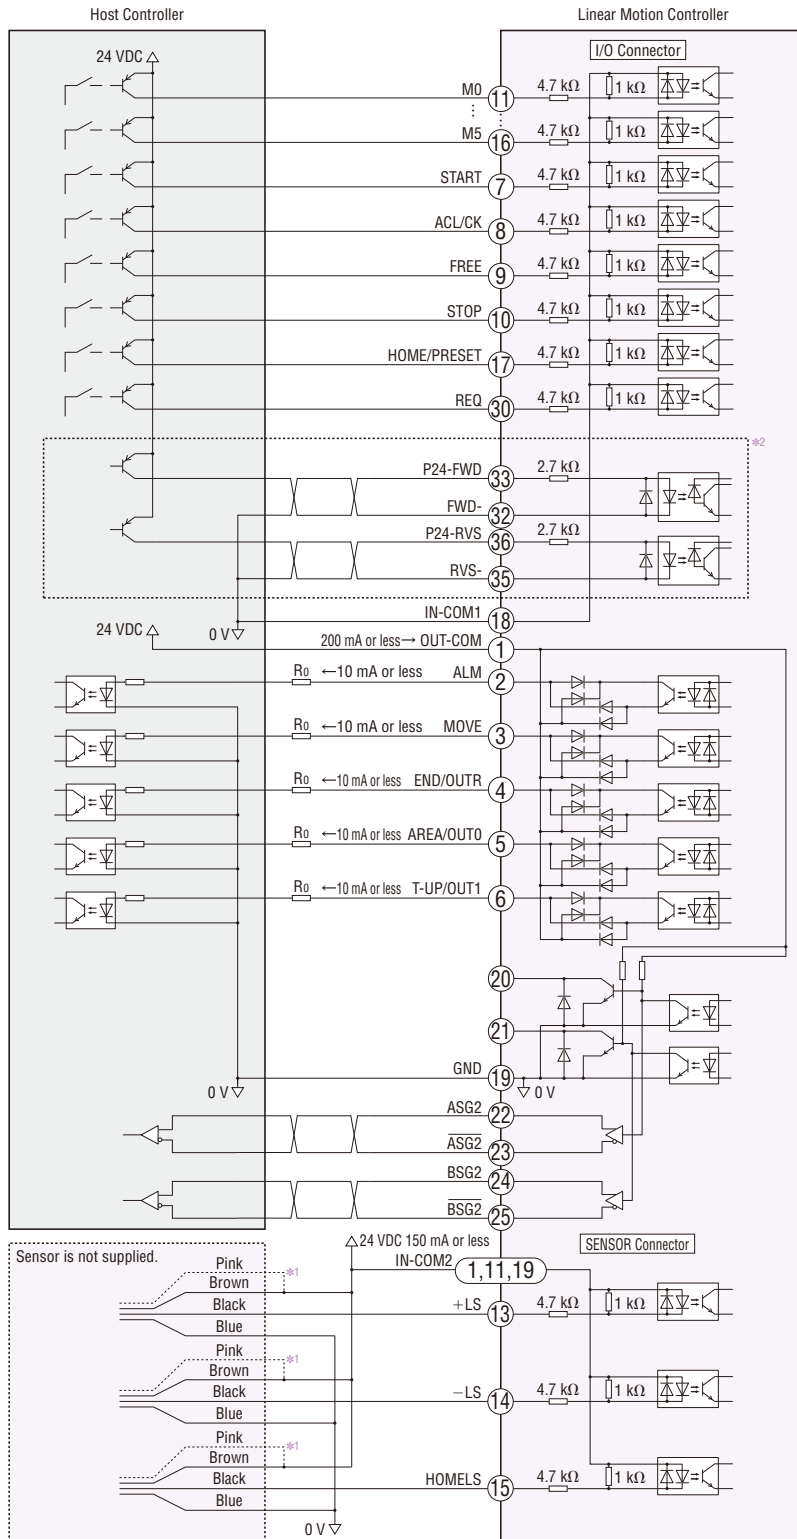 Host Controller
Linear Motion Controller
I/O Connector
24 VDC
M0 11 4.7 kΩ 1 kΩ
M5 16 4.7 kΩ 1 kΩ
START 7 4.7 kΩ 1 kΩ
ACL/CK 8 4.7 kΩ 1 kΩ
FREE 9 4.7 kΩ 1 kΩ
STOP 10 4.7 kΩ 1 kΩ
HOME/PRESET 17 4.7 kΩ 1 kΩ
REQ 30 4.7 kΩ 1 kΩ
*2
P24-FWD 33 2.7 kΩ
FWD- 32
P24-RVS 36 2.7 kΩ
RVS- 35
IN-COM1 18
24 VDC 0 V
200 mA or less→ OUT-COM 1
R0 ←10 mA or less ALM 2
R0 ←10 mA or less MOVE 3
R0 ←10 mA or less END/OUTR 4
R0 ←10 mA or less AREA/OUT0 5
R0 ←10 mA or less T-UP/OUT1 6
20
21
GND 19
0 V 0 V
ASG2 22
A̅S̅G̅2̅ 23
BSG2 24
B̅S̅G̅2̅ 25
24 VDC 150 mA or less
SENSOR Connector
Sensor is not supplied.
IN-COM2 1,11,19
Pink *1
Brown
Black +LS 13 4.7 kΩ 1 kΩ
Blue
Pink *1
Brown
Black −LS 14 4.7 kΩ 1 kΩ
Blue
Pink *1
Brown
Black HOMELS 15 4.7 kΩ 1 kΩ
Blue
0 V